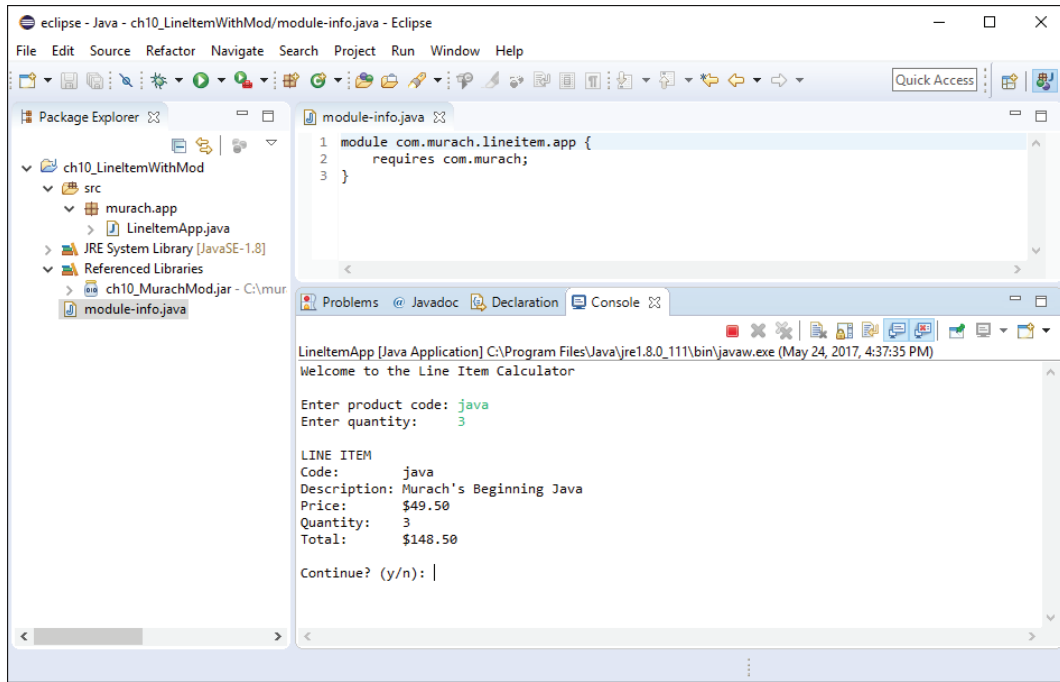 eclipse - Java - ch10_LineItemWithMod/module-info.java - Eclipse
File Edit Source Refactor Navigate Search Project Run Window Help
Quick Access
Package Explorer
ch10_LineItemWithMod
src
murach.app
LineItemApp.java
JRE System Library [JavaSE-1.8]
Referenced Libraries
ch10_MurachMod.jar - C:\mur
module-info.java
module-info.java
1 module com.murach.lineitem.app {
2     requires com.murach;
3 }
Problems @ Javadoc Declaration Console
LineItemApp [Java Application] C:\Program Files\Java\jre1.8.0_111\bin\javaw.exe (May 24, 2017, 4:37:35 PM)
Welcome to the Line Item Calculator
Enter product code: java
Enter quantity:     3
LINE ITEM
Code:        java
Description: Murach's Beginning Java
Price:       $49.50
Quantity:    3
Total:       $148.50
Continue? (y/n):